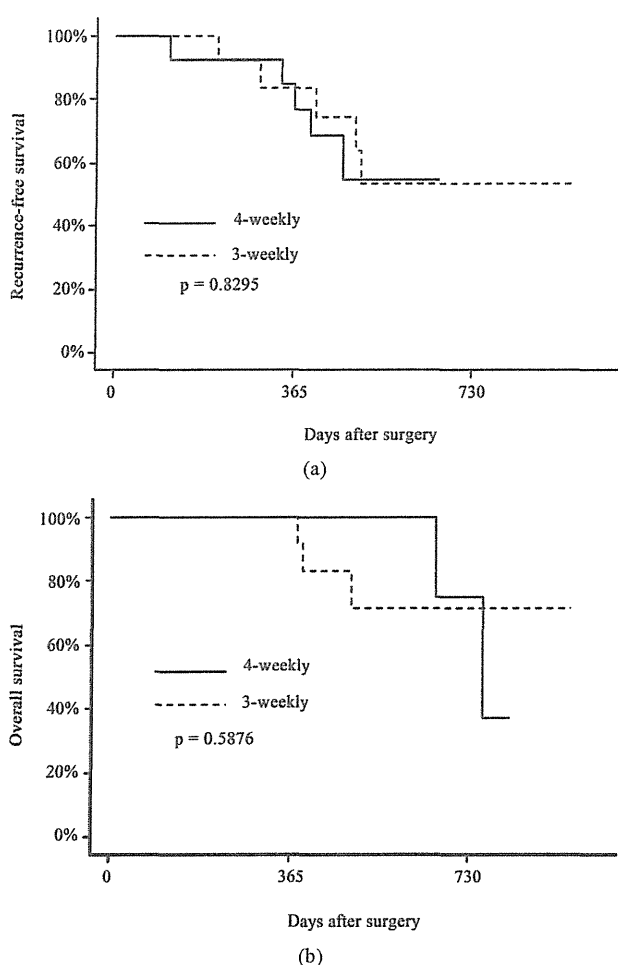 100%
80%
60%
40%
20%
0%
Recurrence-free survival
4-weekly
3-weekly
p = 0.8295
0 365 730
Days after surgery
(a)
100%
80%
60%
40%
20%
0%
Overall survival
4-weekly
3-weekly
p = 0.5876
0 365 730
Days after surgery
(b)